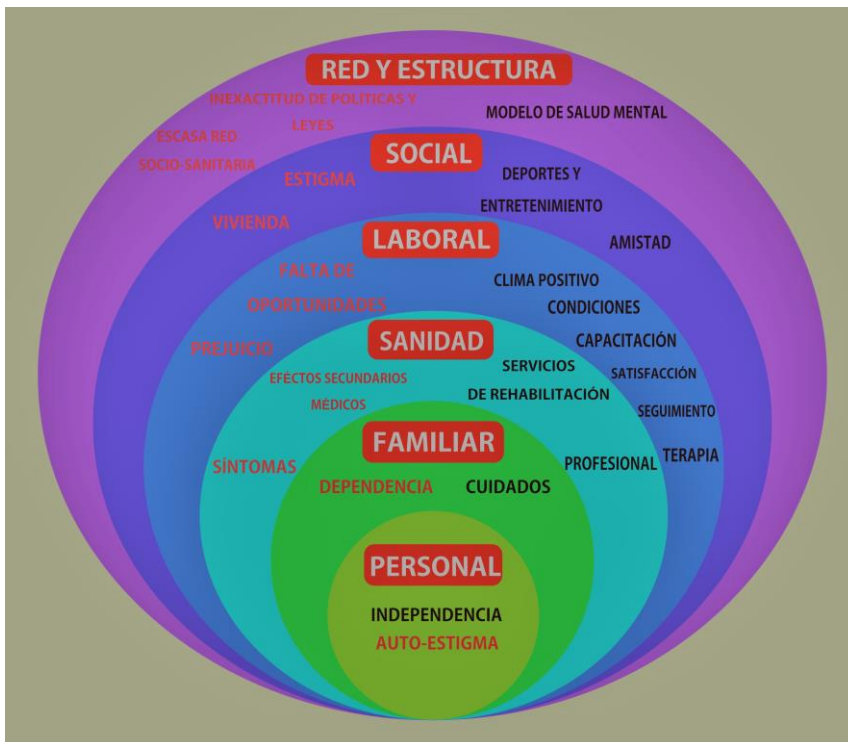 RED Y ESTRUCTURA
INEXACTITUD DE POLÍTICAS Y
LEYES
MODELO DE SALUD MENTAL
ESCASA RED
SOCIO-SANITARIA
SOCIAL
ESTIGMA
VIVIENDA
DEPORTES Y
ENTRETENIMIENTO
AMISTAD
LABORAL
FALTA DE
OPORTUNIDADES
PREJUICIO
CLIMA POSITIVO
CONDICIONES
CAPACITACIÓN
SATISFACCIÓN
SEGUIMIENTO
TERAPIA
SANIDAD
EFÉCTOS SECUNDARIOS
MÉDICOS
SÍNTOMAS
SERVICIOS
DE REHABILITACIÓN
PROFESIONAL
FAMILIAR
DEPENDENCIA
CUIDADOS
PERSONAL
INDEPENDENCIA
AUTO-ESTIGMA